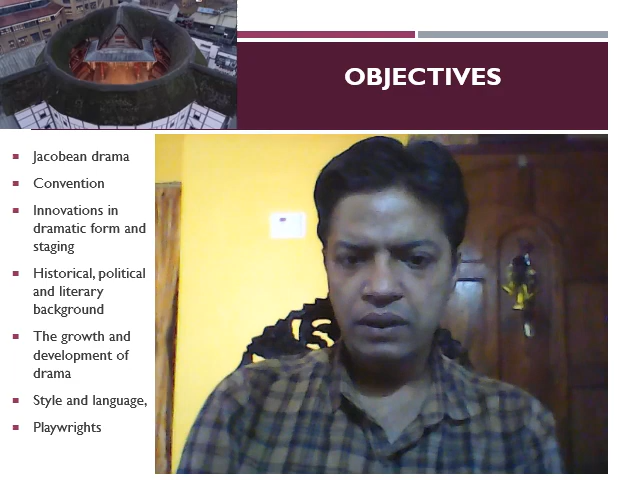 OBJECTIVES
Jacobean drama
Convention
Innovations in
dramatic form and
staging
Historical, political
and literary
background
The growth and
development of
drama
Style and language,
Playwrights